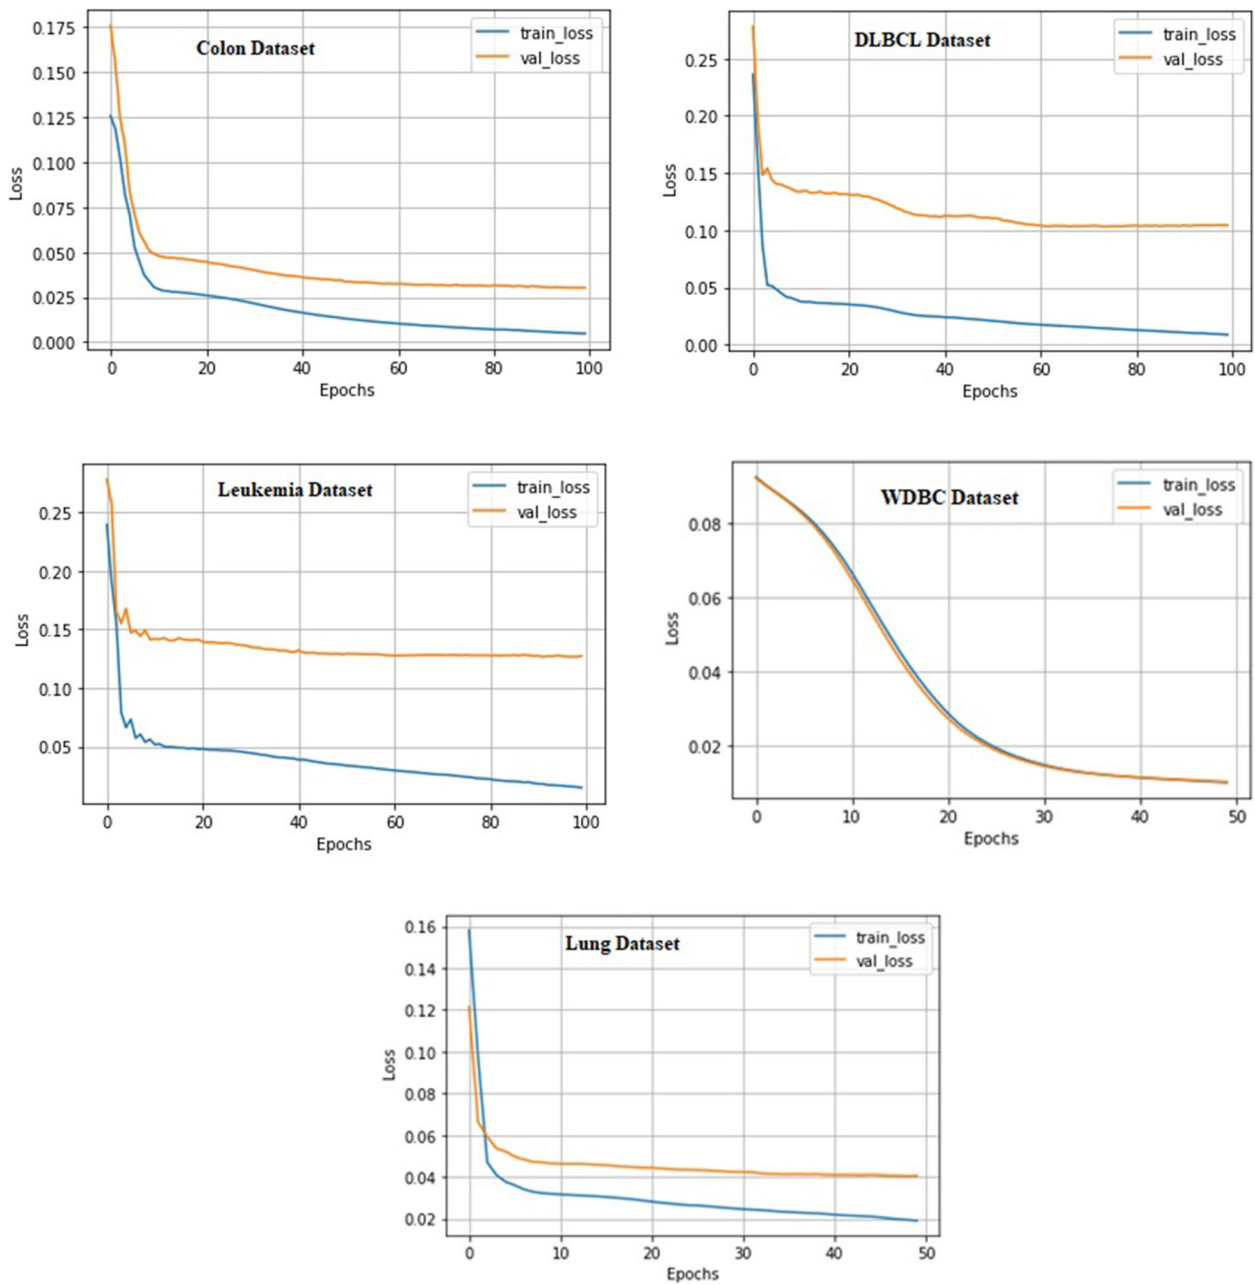 Colon Dataset
train_loss
val_loss
0.175
0.150
0.125
0.100
0.075
0.050
0.025
0.000
Loss
0 20 40 60 80 100
Epochs
DLBCL Dataset
train_loss
val_loss
0.25
0.20
0.15
0.10
0.05
0.00
Loss
0 20 40 60 80 100
Epochs
Leukemia Dataset
train_loss
val_loss
0.25
0.20
0.15
0.10
0.05
Loss
0 20 40 60 80 100
Epochs
WDBC Dataset
train_loss
val_loss
0.08
0.06
0.04
0.02
Loss
0 10 20 30 40 50
Epochs
Lung Dataset
train_loss
val_loss
0.16
0.14
0.12
0.10
0.08
0.06
0.04
0.02
Loss
0 10 20 30 40 50
Epochs